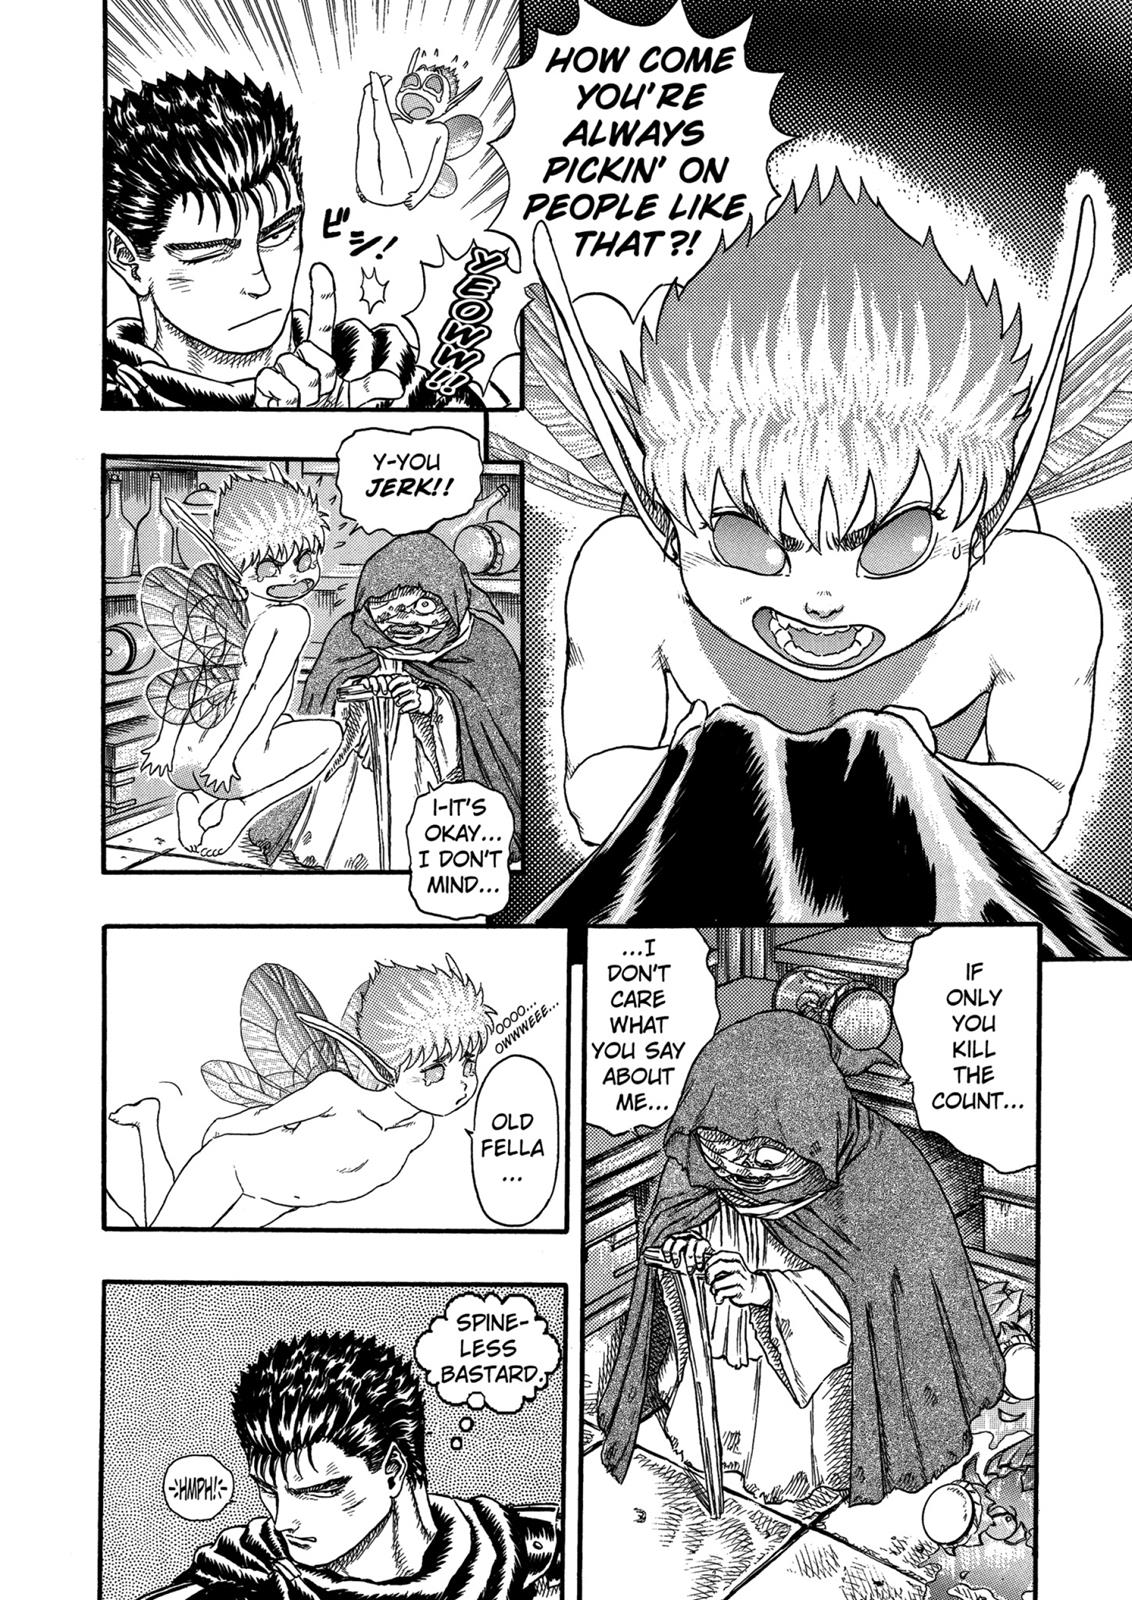 HOW COME
YOU'RE
ALWAYS
PICKIN' ON
PEOPLE LIKE
THAT?!
ビシ!
YEOWW!!
Y-YOU
JERK!!
I-IT'S
OKAY...
I DON'T
MIND...
IF
ONLY
YOU
KILL
THE
COUNT...
...I
DON'T
CARE
WHAT
YOU SAY
ABOUT
ME...
OOOO...
OWWWEEE...
OLD
FELLA
...
SPINE-
LESS
BASTARD.
HMPH!